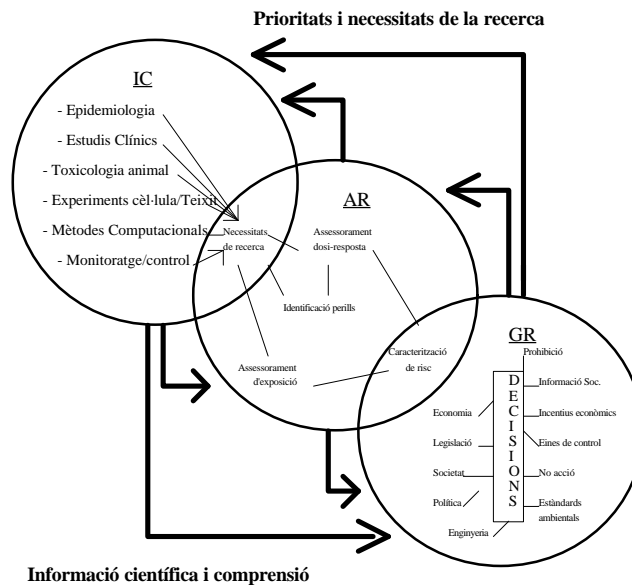 Prioritats i necessitats de la recerca
IC
- Epidemiologia
- Estudis Clínics
- Toxicologia animal
- Experiments cèl·lula/Teixit
- Mètodes Computacionals
- Monitoratge/control
Necessitats
de recerca
AR
Assessorament
dosi-resposta
Identificació perills
Assessorament
d'exposició
Caracterització
de risc
GR
Prohibició
Informació Soc.
Incentius econòmics
Eines de control
No acció
Estàndards
ambientals
DECISIONS
Economia
Legislació
Societat
Política
Enginyeria
Informació científica i comprensió